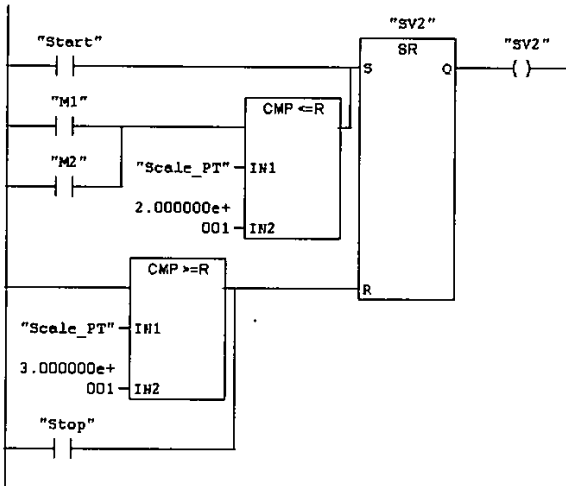 "SV2"
"Start"
SR
"SV2"
S
Q
"M1"
CMP <=R
"M2"
"Scale_PT"
IN1
2.000000e+
001
IN2
CMP >=R
R
"Scale_PT"
IN1
3.000000e+
001
IN2
"Stop"